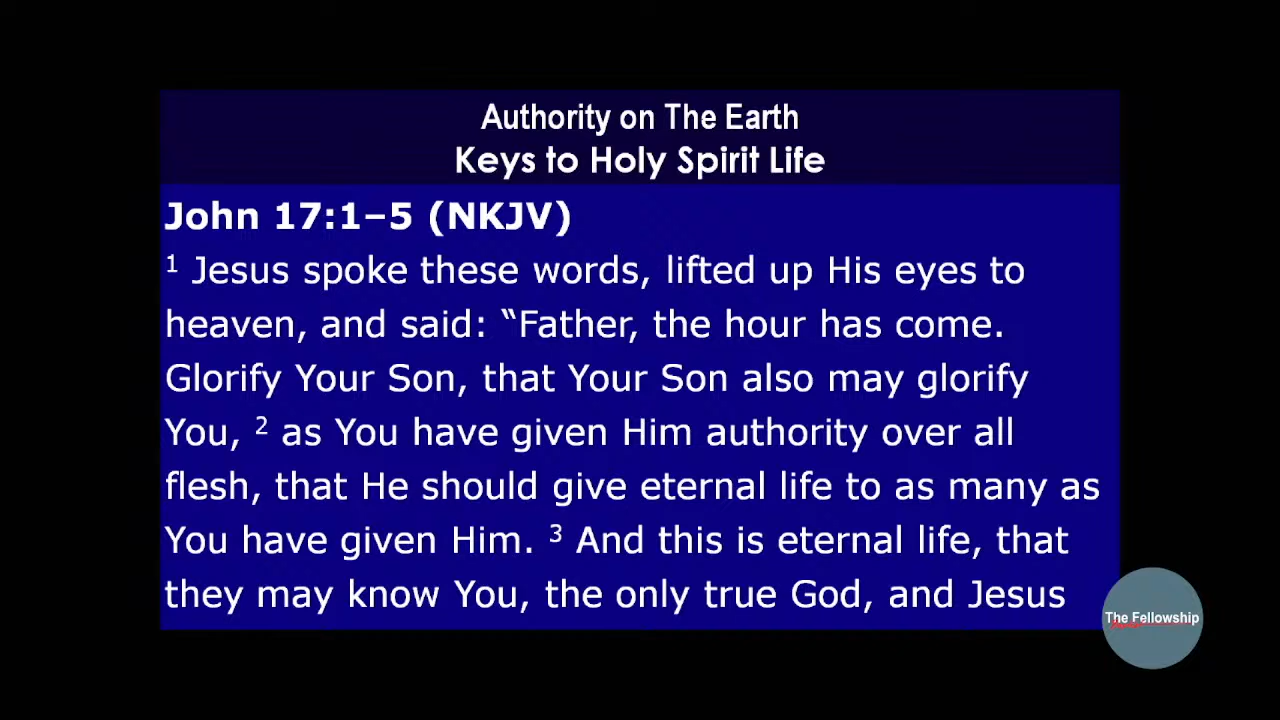 Authority on The Earth
Keys to Holy Spirit Life
John 17:1–5 (NKJV)
1 Jesus spoke these words, lifted up His eyes to
heaven, and said: “Father, the hour has come.
Glorify Your Son, that Your Son also may glorify
You, 2 as You have given Him authority over all
flesh, that He should give eternal life to as many as
You have given Him. 3 And this is eternal life, that
they may know You, the only true God, and Jesus
The Fellowship